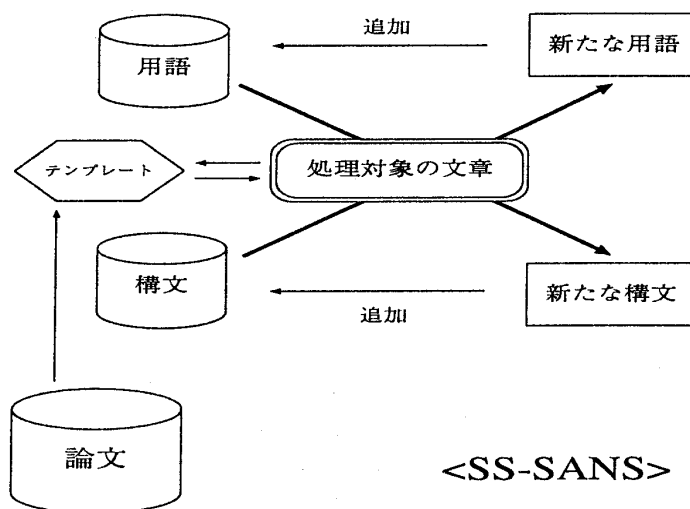 追加
新たな用語
用語
処理対象の文章
テンプレート
構文
新たな構文
追加
論文
<SS-SANS>